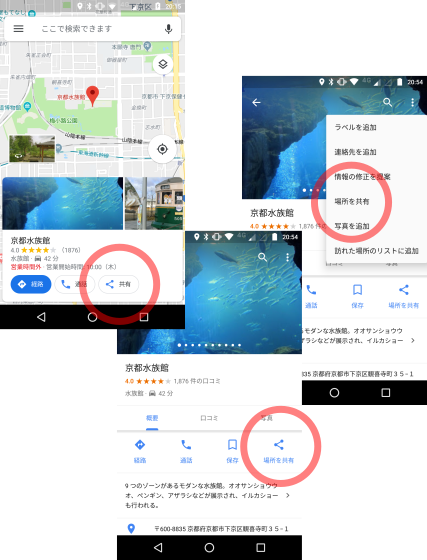 下京区
20:15
ここで検索できます
京都水族館
梅小路公園
山陰本線
山陰本線
東海道新幹線
京都水族館
4.0 ★★★★★ (1876)
水族館・ 42 分
営業時間外・営業開始時間: 10:00（木）
経路
通話
共有
20:54
ラベルを追加
連絡先を追加
情報の修正を提案
場所を共有
写真を追加
訪れた場所のリストに追加
京都水族館
4.0 ★★★★
通話
保存
場所を共有
るモダンな水族館。オオサンショウウ
ザラシなどが展示され、イルカショー
335 京都府京都市下京区観喜寺町３５−１
20:54
京都水族館
4.0 ★★★★★ 1,876 件の口コミ
水族館・ 42 分
概要
口コミ
写真
経路
通話
保存
場所を共有
9 つのゾーンがあるモダンな水族館。オオサンショウウ
オ、ペンギン、アザラシなどが展示され、イルカショー
も行われる。
〒600-8835 京都府京都市下京区観喜寺町３５−１